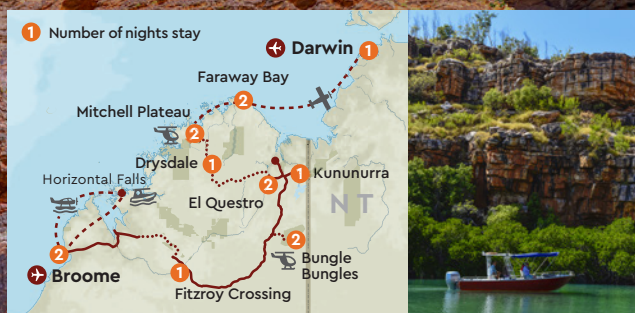 1 Number of nights stay
Darwin 1
Faraway Bay
2
Mitchell Plateau
2
Drysdale 1
Horizontal Falls
1 Kununurra
2
El Questro
NT
2
2
Bungle
Bungles
Broome
1
Fitzroy Crossing